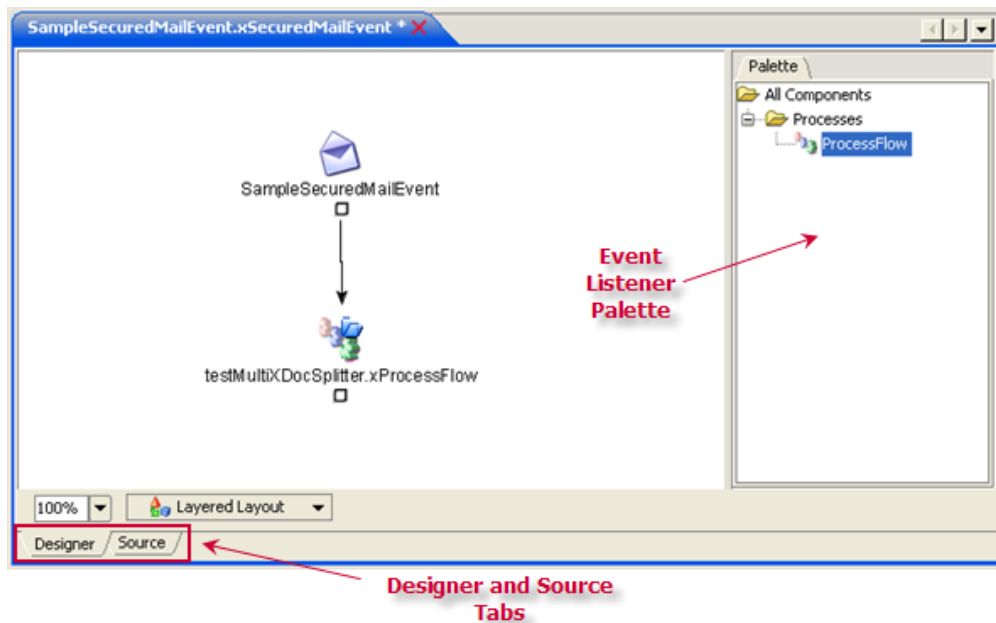 SampleSecuredMailEvent.xSecuredMailEvent *
Palette
All Components
Processes
ProcessFlow
SampleSecuredMailEvent
Event
Listener
Palette
testMultiXDocSplitter.xProcessFlow
100%
Layered Layout
Designer
Source
Designer and Source
Tabs